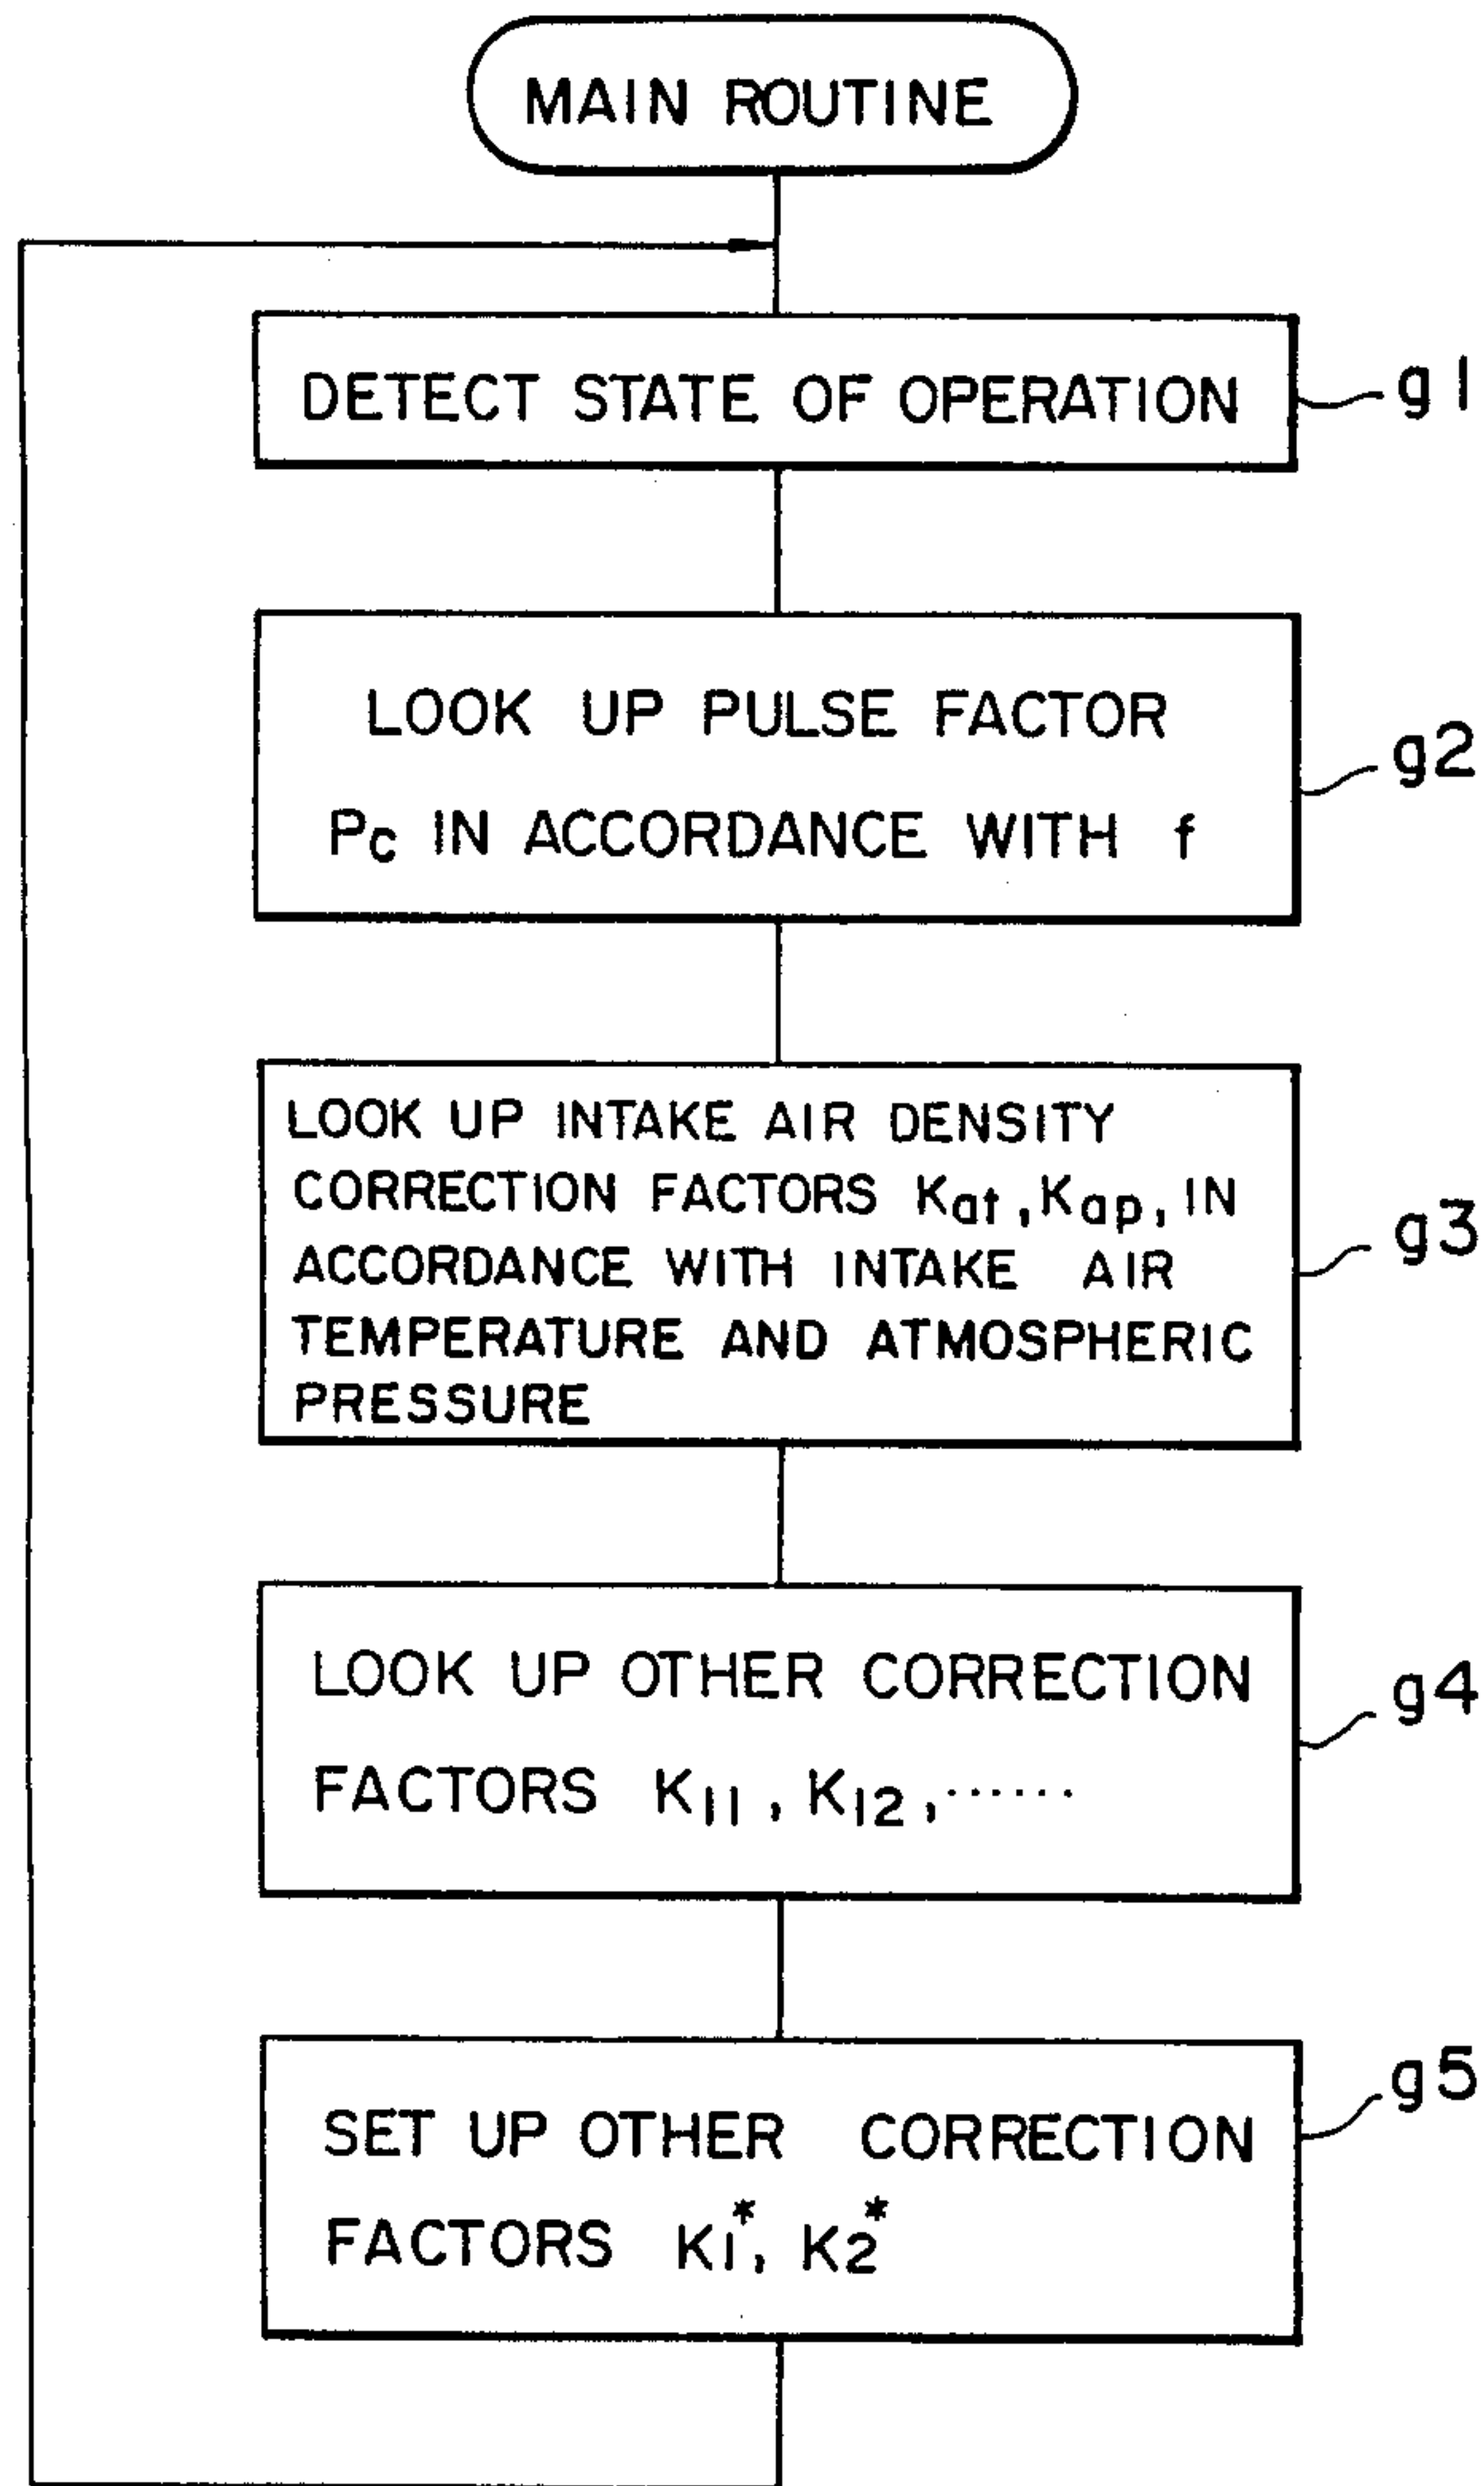 MAIN ROUTINE
DETECT STATE OF OPERATION
g1
LOOK UP PULSE FACTOR
Pc IN ACCORDANCE WITH f
g2
LOOK UP INTAKE AIR DENSITY
CORRECTION FACTORS Kat, Kap, IN
ACCORDANCE WITH INTAKE AIR
TEMPERATURE AND ATMOSPHERIC
PRESSURE
g3
LOOK UP OTHER CORRECTION
FACTORS K11, K12, ······
g4
SET UP OTHER CORRECTION
FACTORS K1*, K2*
g5